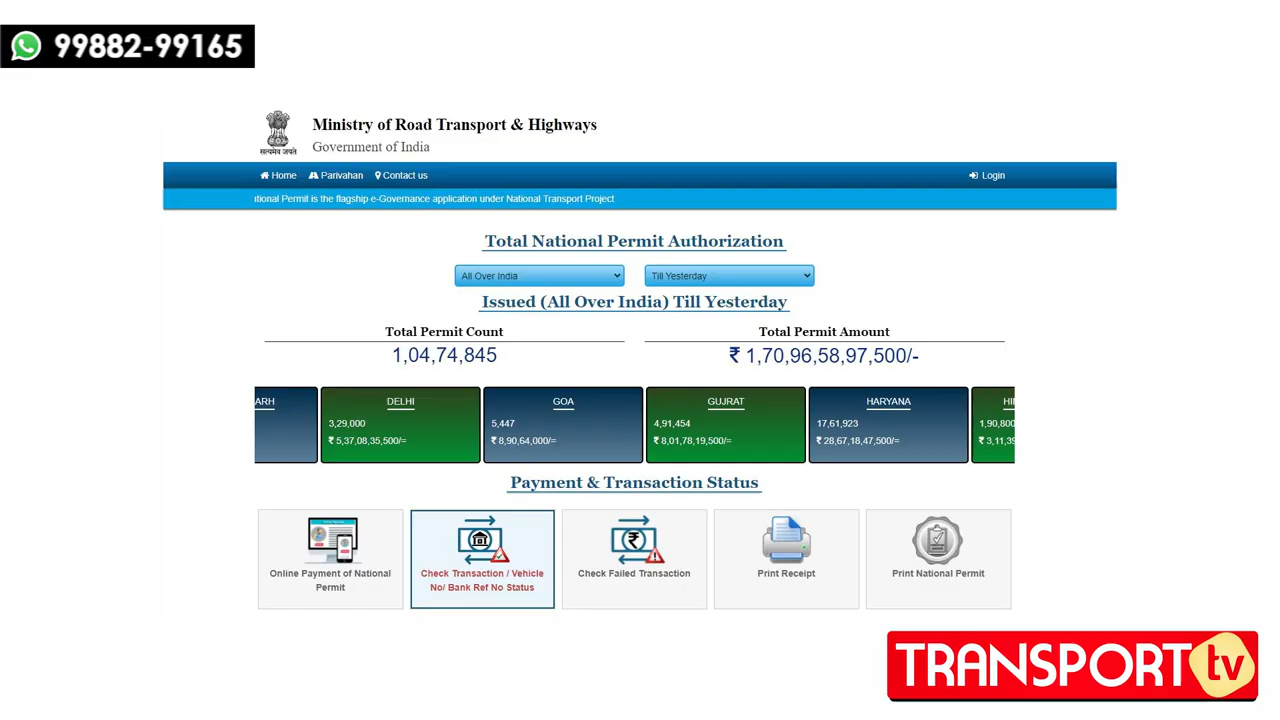 99882-99165
Ministry of Road Transport & Highways
सत्यमेव जयते
Government of India
Home Parivahan Contact us Login
ational Permit is the flagship e-Governance application under National Transport Project
Total National Permit Authorization
All Over India Till Yesterday
Issued (All Over India) Till Yesterday
Total Permit Count Total Permit Amount
1,04,74,845 ₹ 1,70,96,58,97,500/-
ARH DELHI GOA GUJRAT HARYANA HI
3,29,000 5,447 4,91,454 17,61,923 1,90,800
₹ 5,37,08,35,500/= ₹ 8,90,64,000/= ₹ 8,01,78,19,500/= ₹ 28,67,18,47,500/= ₹ 3,11,39
Payment & Transaction Status
Online Payment of National Permit
Check Transaction / Vehicle No/ Bank Ref No Status
Check Failed Transaction
Print Receipt
Print National Permit
TRANSPORT tv